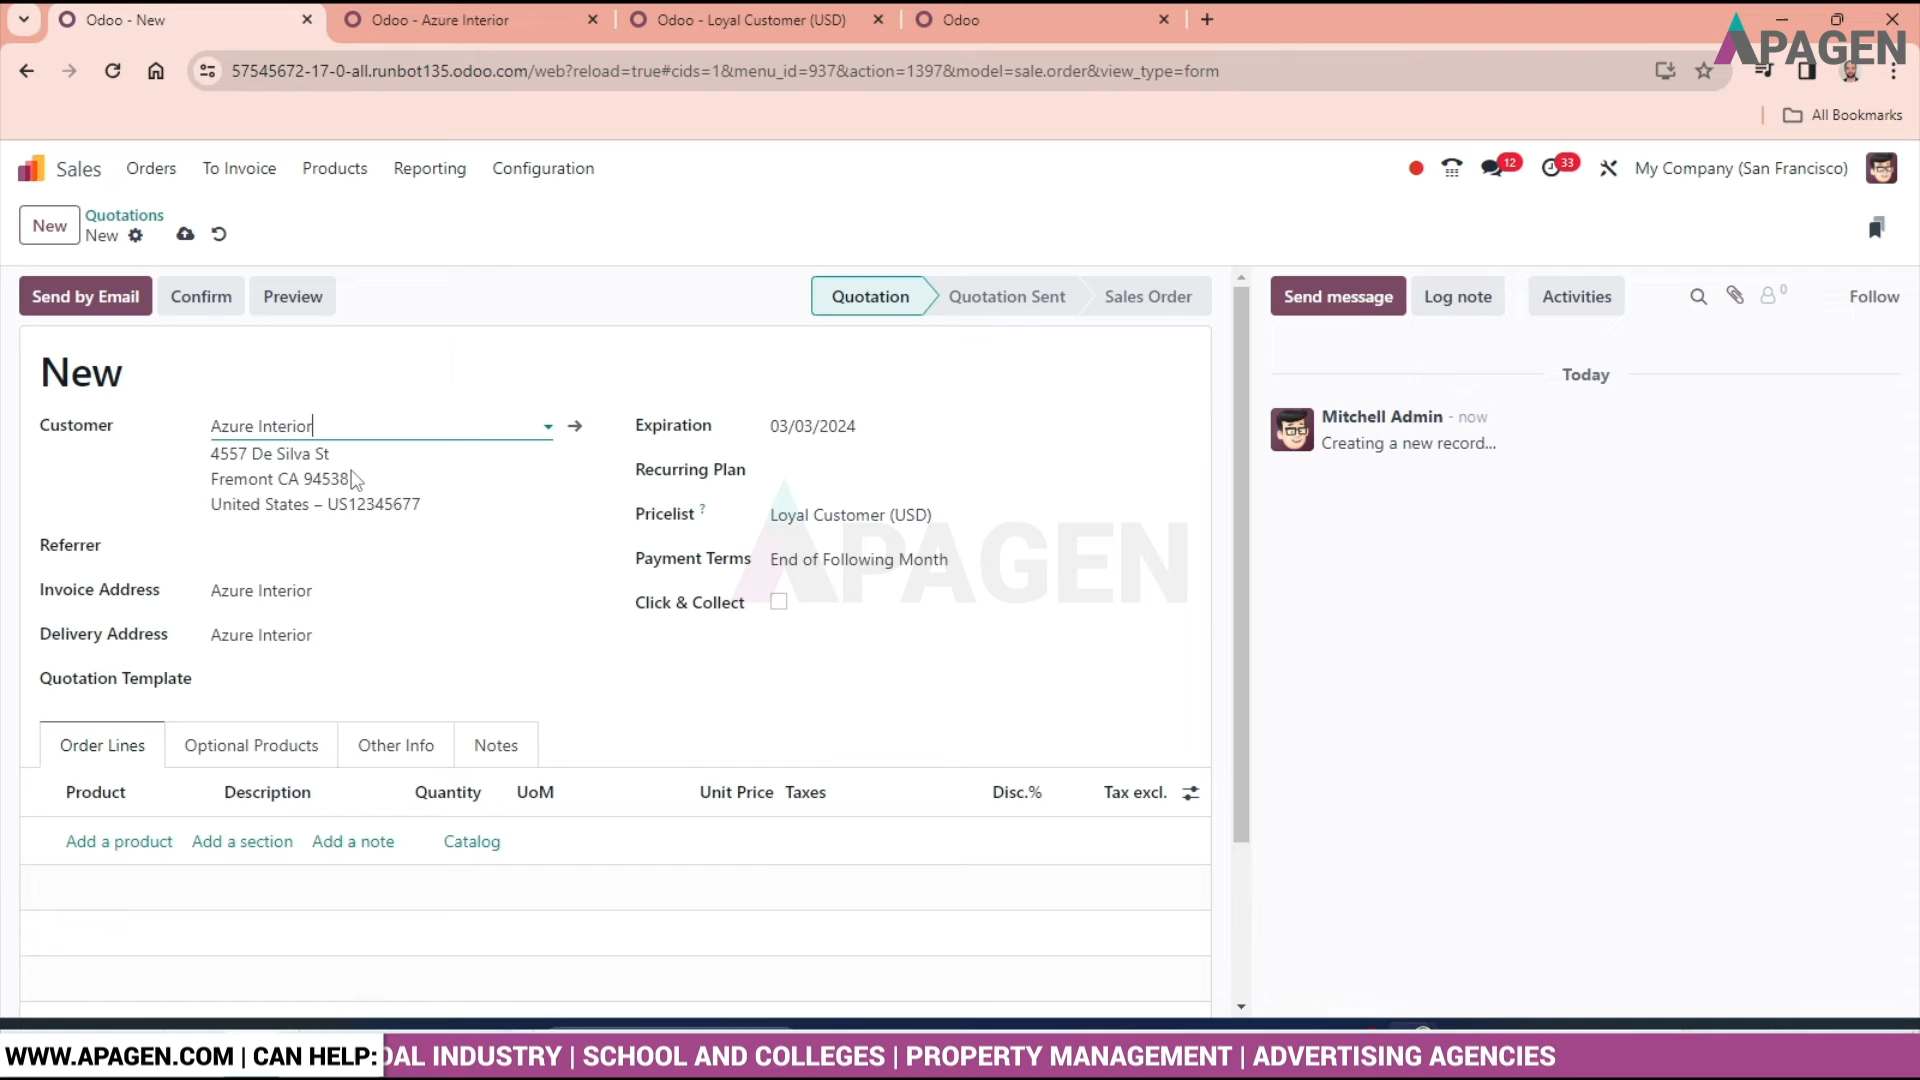 Odoo - New
Odoo - Azure Interior
Odoo - Loyal Customer (USD)
Odoo
APAGEN
57545672-17-0-all.runbot135.odoo.com/web?reload=true#cids=1&menu_id=937&action=1397&model=sale.order&view_type=form
All Bookmarks
Sales Orders To Invoice Products Reporting Configuration
12 33 My Company (San Francisco)
New
Quotations
New
Send by Email Confirm Preview
Quotation Quotation Sent Sales Order
Send message Log note Activities 0 Follow
New
Customer Azure Interior
4557 De Silva St
Fremont CA 94538
United States – US12345677
Referrer
Invoice Address Azure Interior
Delivery Address Azure Interior
Quotation Template
Expiration 03/03/2024
Recurring Plan
Pricelist ? Loyal Customer (USD)
Payment Terms End of Following Month
Click & Collect
APAGEN
Today
Mitchell Admin - now
Creating a new record...
Order Lines Optional Products Other Info Notes
Product Description Quantity UoM Unit Price Taxes Disc.% Tax excl.
Add a product Add a section Add a note Catalog
WWW.APAGEN.COM | CAN HELP: DAL INDUSTRY | SCHOOL AND COLLEGES | PROPERTY MANAGEMENT | ADVERTISING AGENCIES